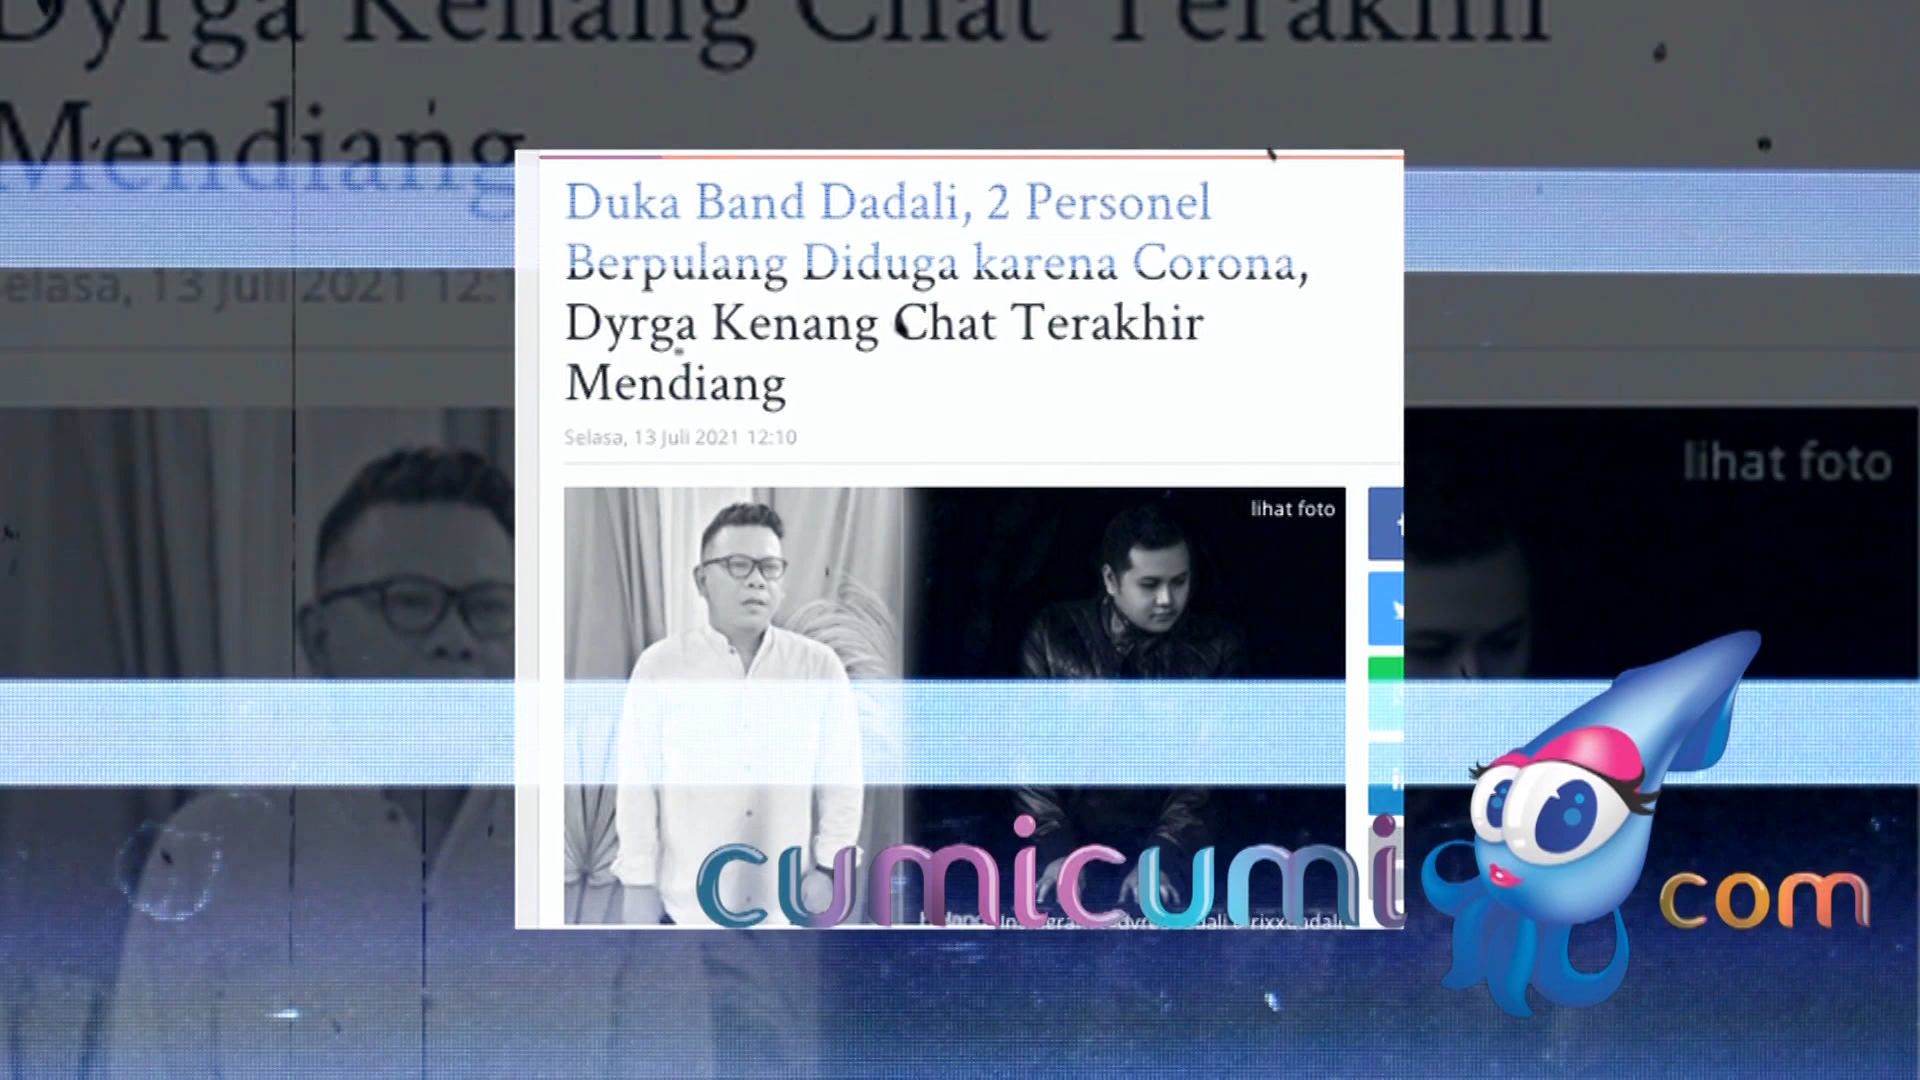 Dyrga Kenang Chat Terakhir
Mendiang
Selasa, 13 Juli 2021 12:1
Duka Band Dadali, 2 Personel
Berpulang Diduga karena Corona,
Dyrga Kenang Chat Terakhir
Mendiang
Selasa, 13 Juli 2021 12:10
lihat foto
lihat foto
cumicumi com